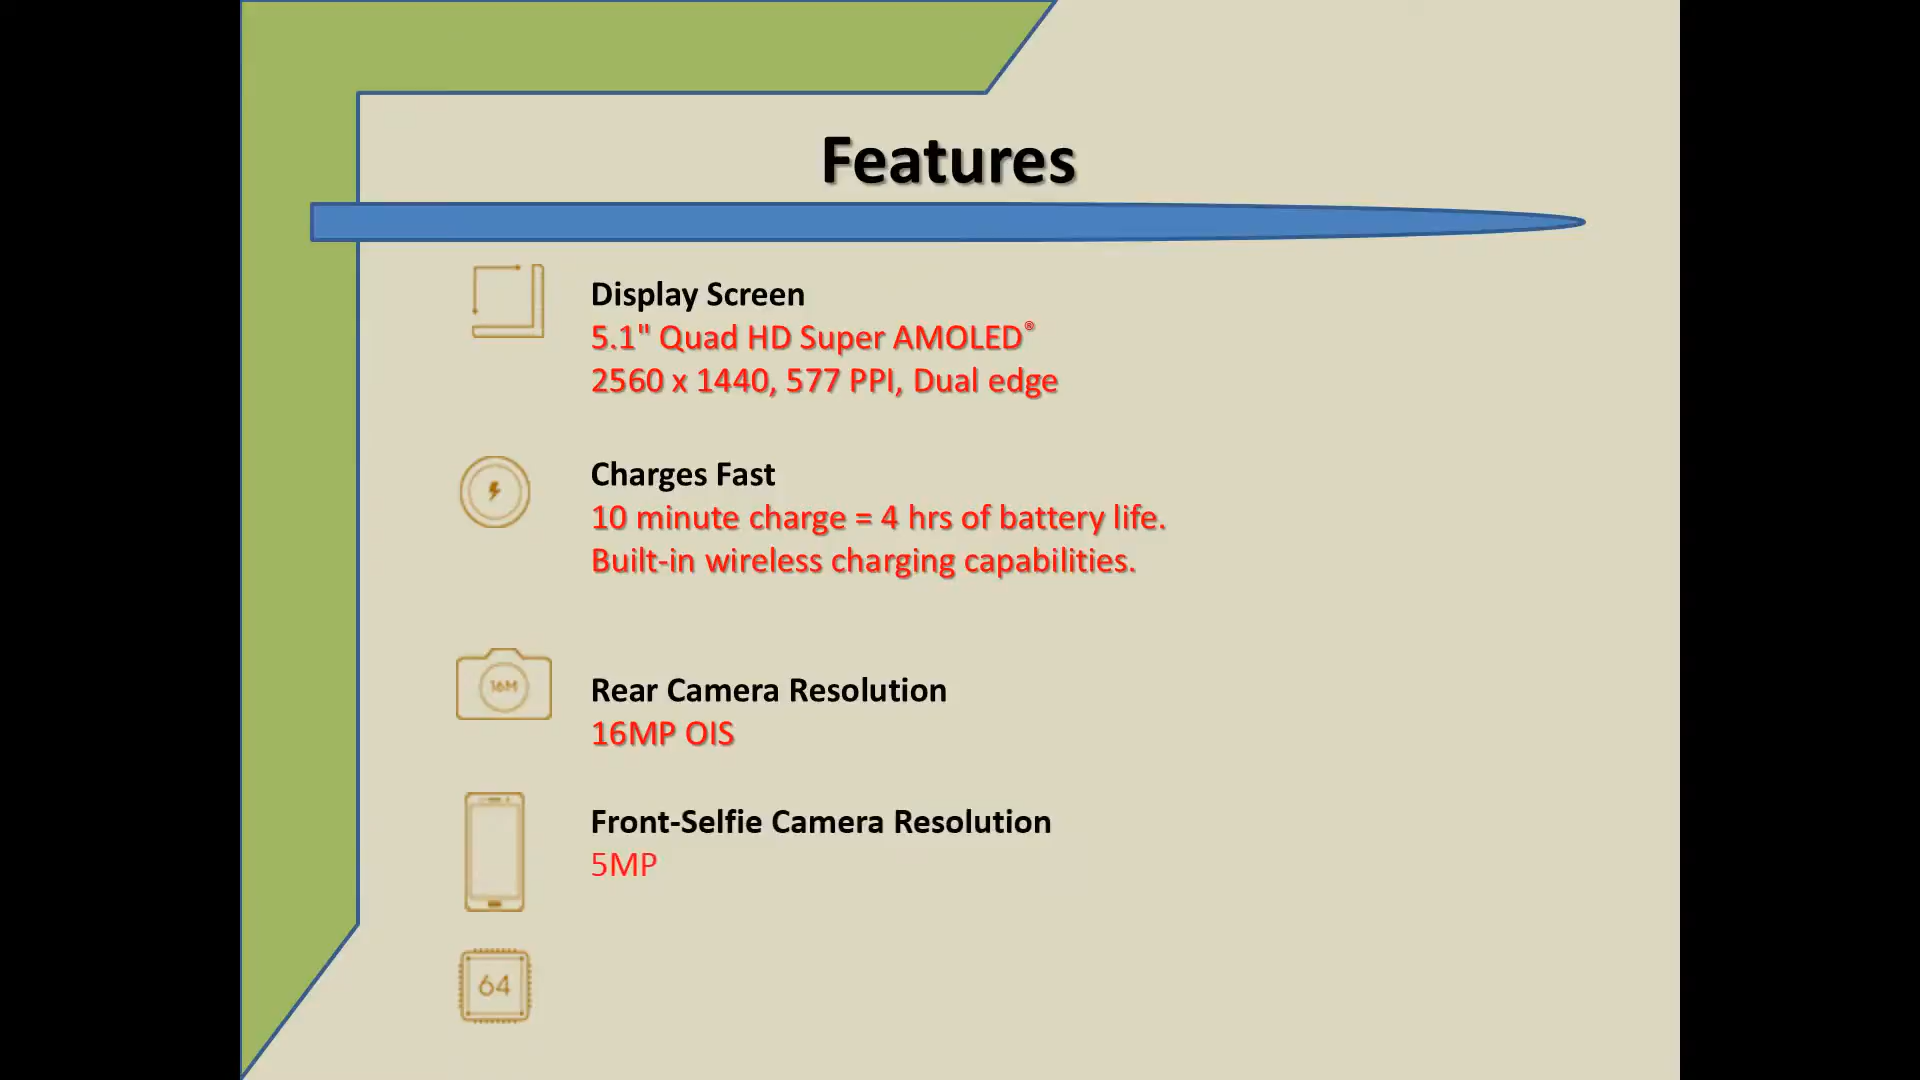 Features
Display Screen
5.1" Quad HD Super AMOLED®
2560 x 1440, 577 PPI, Dual edge
Charges Fast
10 minute charge = 4 hrs of battery life.
Built-in wireless charging capabilities.
16M
Rear Camera Resolution
16MP OIS
Front-Selfie Camera Resolution
5MP
64